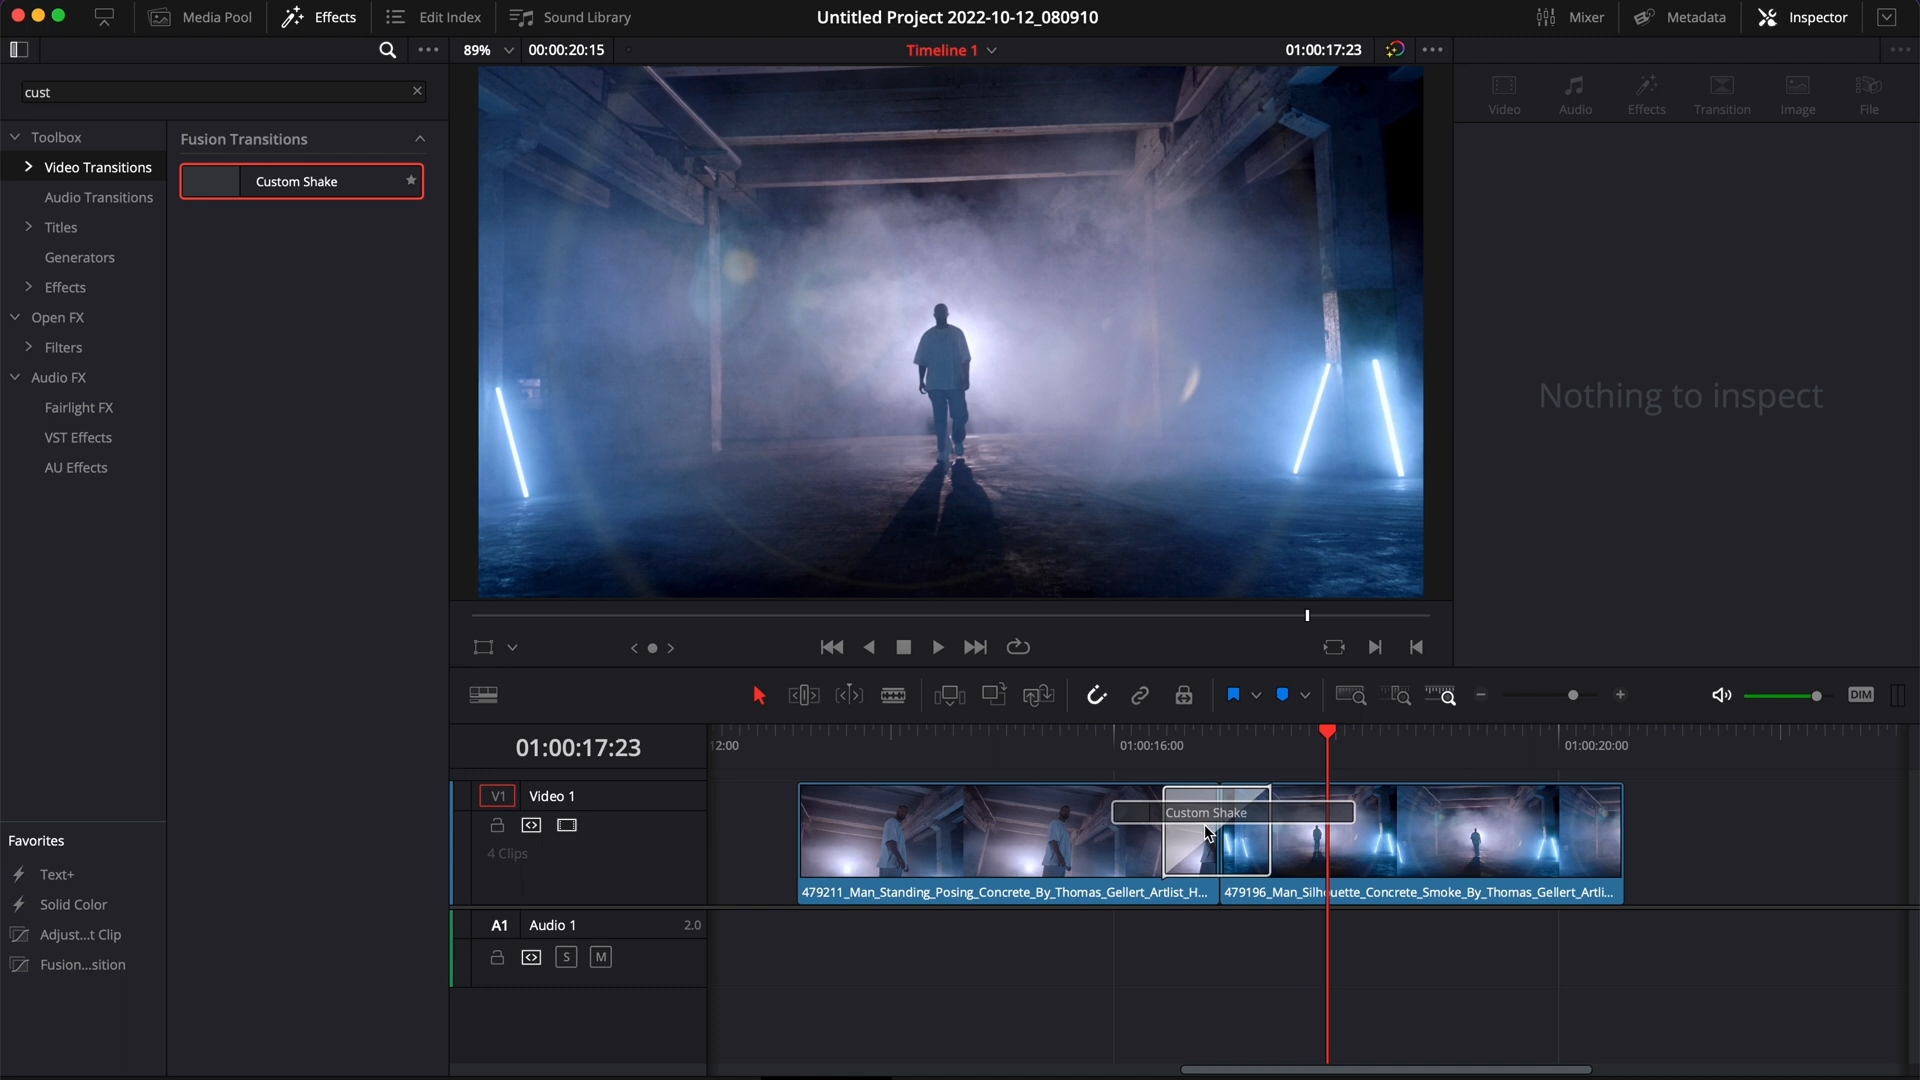 Media Pool
Effects
Edit Index
Sound Library
Untitled Project 2022-10-12_080910
Mixer
Metadata
Inspector
89%
00:00:20:15
Timeline 1
01:00:17:23
cust
Video
Audio
Effects
Transition
Image
File
Toolbox
Video Transitions
Audio Transitions
Titles
Generators
Effects
Open FX
Filters
Audio FX
Fairlight FX
VST Effects
AU Effects
Fusion Transitions
Custom Shake
Nothing to inspect
DIM
01:00:17:23
12:00
01:00:16:00
01:00:20:00
V1 Video 1
4 Clips
Custom Shake
479211_Man_Standing_Posing_Concrete_By_Thomas_Gellert_Artlist_H...
479196_Man_Silhouette_Concrete_Smoke_By_Thomas_Gellert_Artli...
A1 Audio 1 2.0
S M
Favorites
Text+
Solid Color
Adjust...t Clip
Fusion...sition